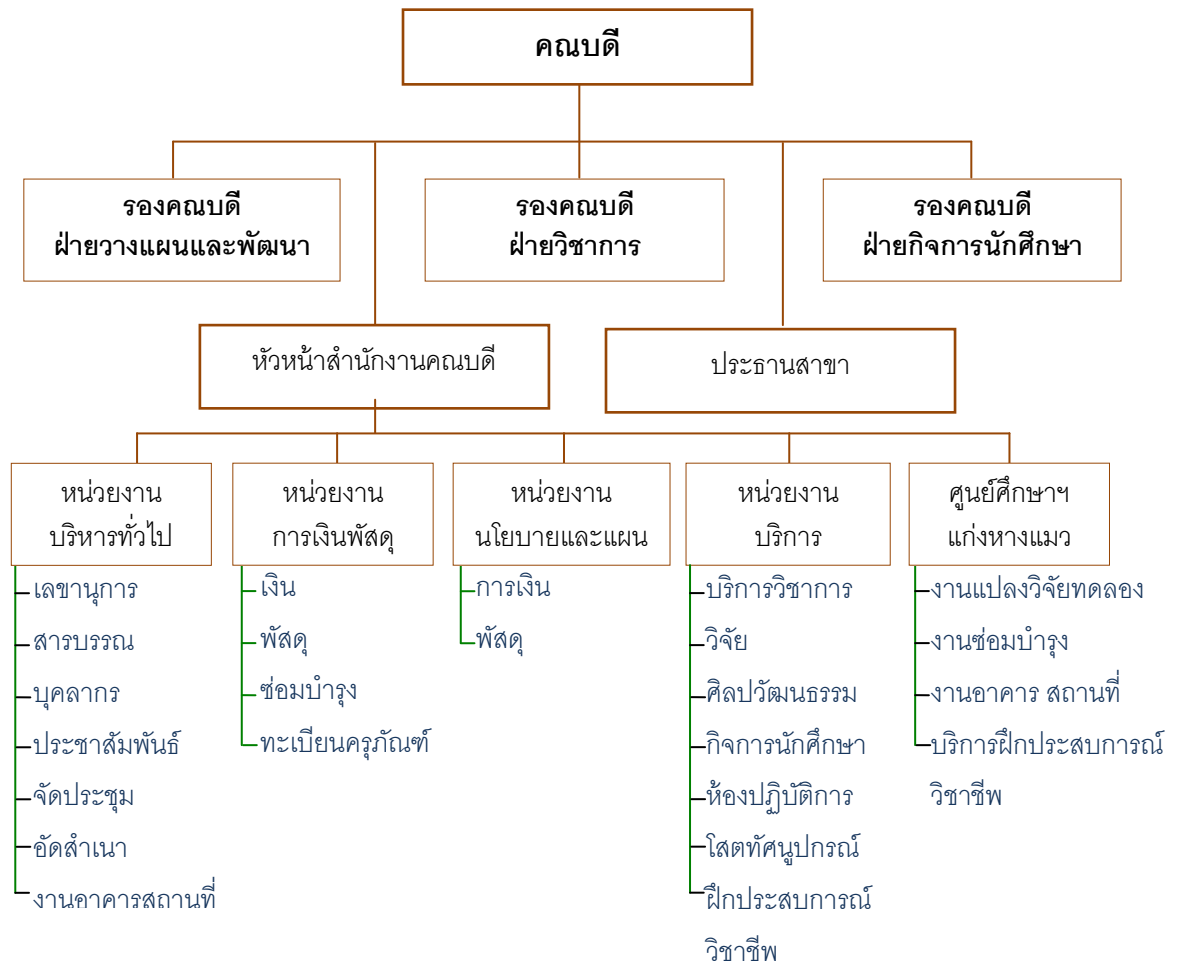 คณบดี
รองคณบดี
ฝ่ายวางแผนและพัฒนา
รองคณบดี
ฝ่ายวิชาการ
รองคณบดี
ฝ่ายกิจการนักศึกษา
หัวหน้าสำนักงานคณบดี
ประธานสาขา
หน่วยงาน
บริหารทั่วไป
หน่วยงาน
การเงินพัสดุ
หน่วยงาน
นโยบายและแผน
หน่วยงาน
บริการ
ศูนย์ศึกษาฯ
แก่งหางแมว
เลขานุการ
สารบรรณ
บุคลากร
ประชาสัมพันธ์
จัดประชุม
อัดสำเนา
งานอาคารสถานที่
เงิน
พัสดุ
ซ่อมบำรุง
ทะเบียนครุภัณฑ์
การเงิน
พัสดุ
บริการวิชาการ
วิจัย
ศิลปวัฒนธรรม
กิจการนักศึกษา
ห้องปฏิบัติการ
โสตทัศนูปกรณ์
ฝึกประสบการณ์
วิชาชีพ
งานแปลงวิจัยทดลอง
งานซ่อมบำรุง
งานอาคาร สถานที่
บริการฝึกประสบการณ์
วิชาชีพ